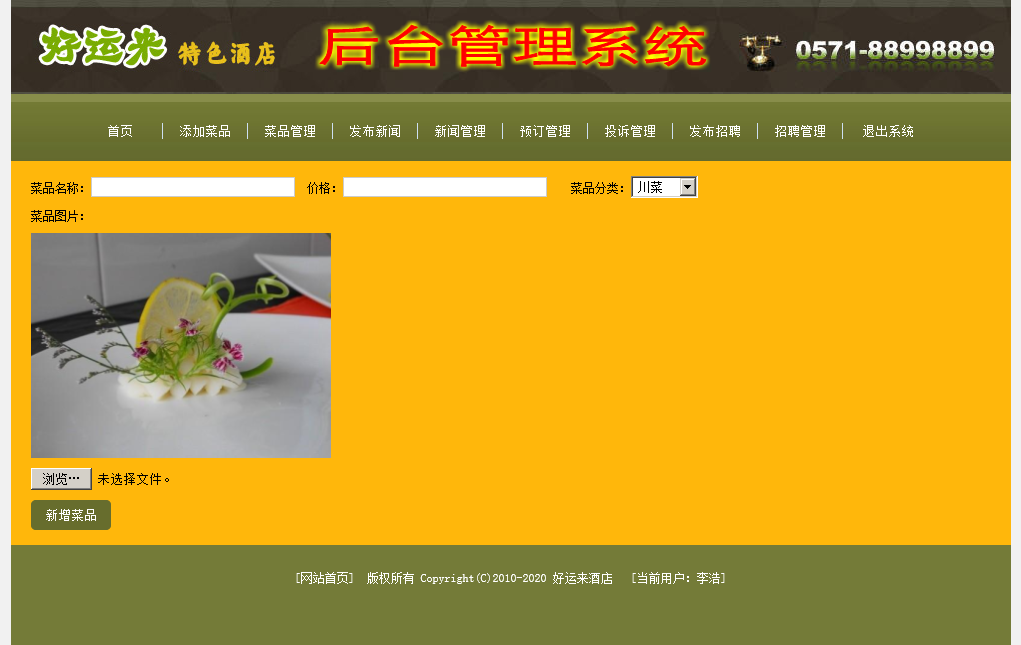 好运来 特色酒店 后台管理系统 0571-88998899
首页 添加菜品 菜品管理 发布新闻 新闻管理 预订管理 投诉管理 发布招聘 招聘管理 退出系统
菜品名称： 价格： 菜品分类： 川菜
菜品图片：
浏览… 未选择文件。
新增菜品
[网站首页] 版权所有 Copyright(C)2010-2020 好运来酒店 [当前用户：李浩]